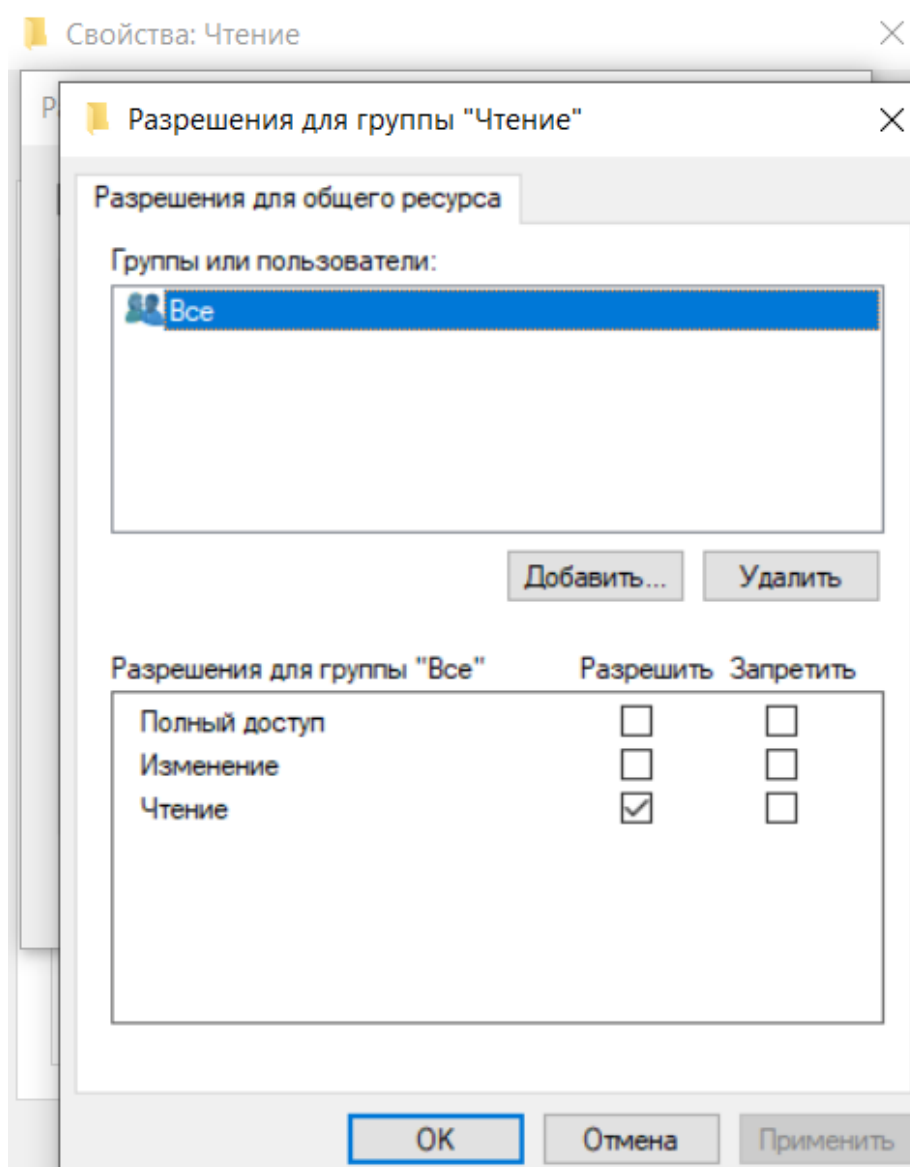 Свойства: Чтение
Разрешения для группы "Чтение"
Разрешения для общего ресурса
Группы или пользователи:
Все
Добавить... Удалить
Разрешения для группы "Все" Разрешить Запретить
Полный доступ
Изменение
Чтение
ОК Отмена Применить